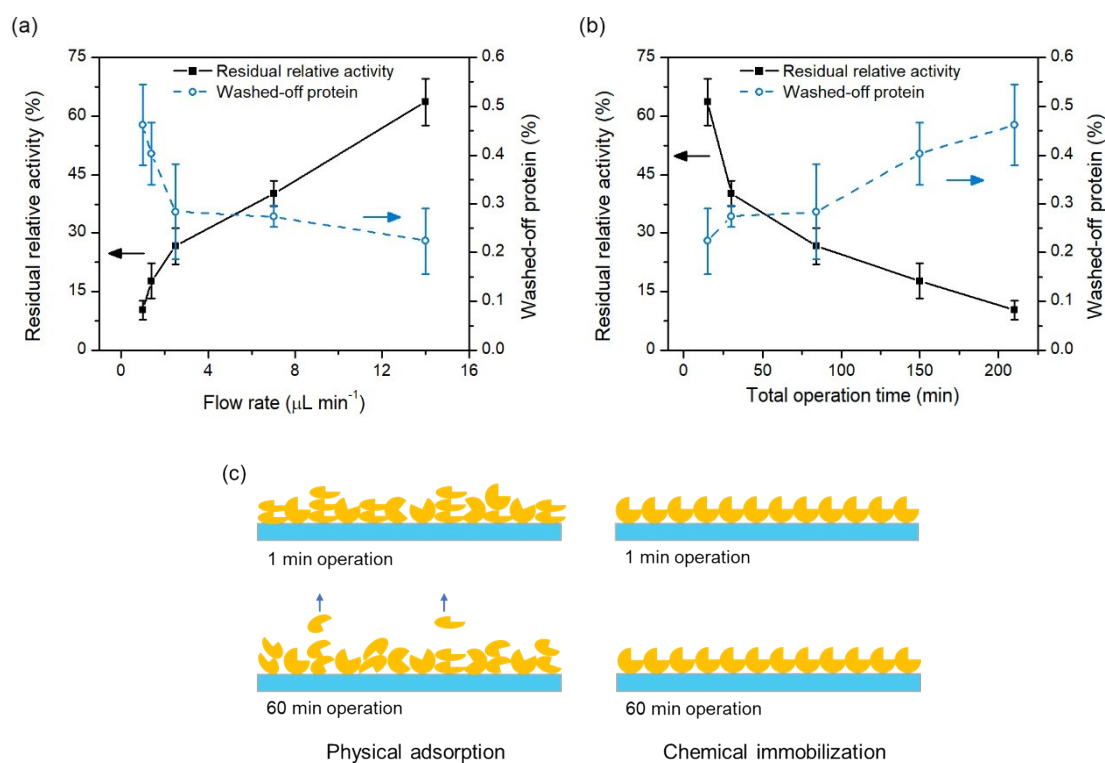 (a)
Residual relative activity
Washed-off protein
75
60
45
30
15
0
0.6
0.5
0.4
0.3
0.2
0.1
0.0
0
4
8
12
16
Residual relative activity (%)
Washed-off protein (%)
Flow rate (μL min⁻¹)
(b)
Residual relative activity
Washed-off protein
75
60
45
30
15
0
0.6
0.5
0.4
0.3
0.2
0.1
0.0
0
50
100
150
200
Residual relative activity (%)
Washed-off protein (%)
Total operation time (min)
(c)
1 min operation
1 min operation
60 min operation
60 min operation
Physical adsorption
Chemical immobilization